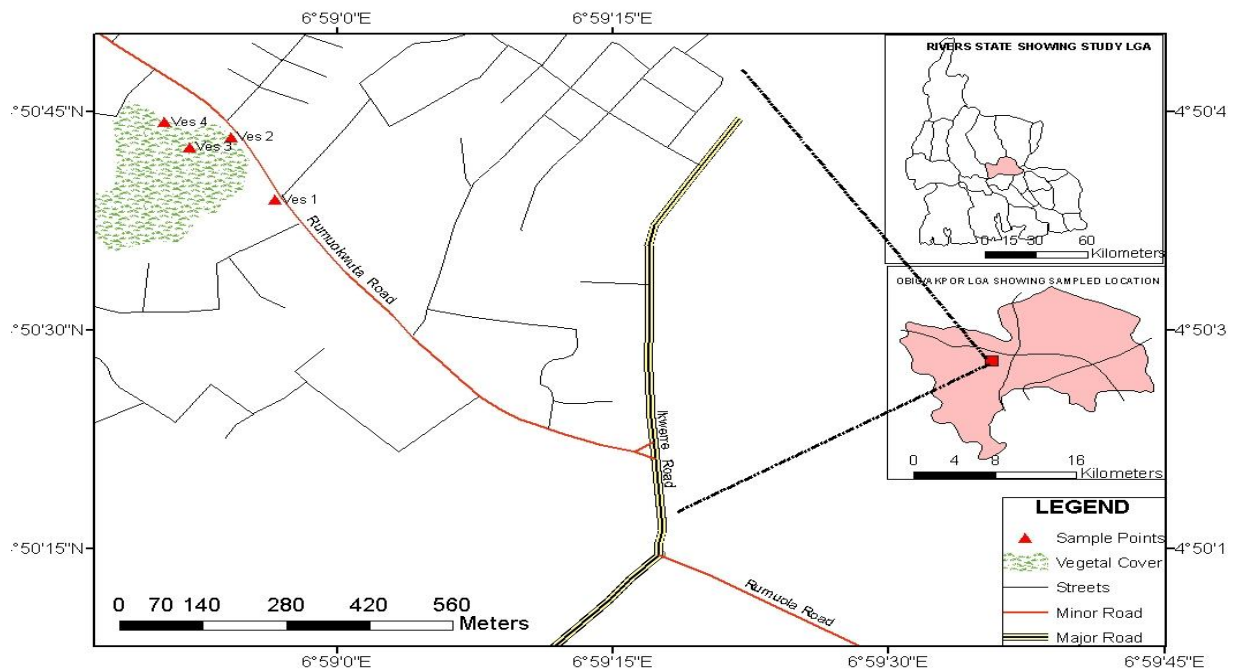 6°59'0"E 6°59'15"E
RIVERS STATE SHOWING STUDY LGA
°50'45"N
4°50'4
Ves 4
Ves 2
Ves 3
Ves 1
Rumuokwuta Road
0 15 30 60
Kilometers
OBIO/AKPOR LGA SHOWING SAMPLED LOCATION
°50'30"N
4°50'3
Ikwerre Road
0 4 8 16
Kilometers
LEGEND
Sample Points
Vegetal Cover
Streets
Minor Road
Major Road
°50'15"N
4°50'1
Rumuola Road
0 70 140 280 420 560
Meters
6°59'0"E 6°59'15"E 6°59'30"E 6°59'45"E